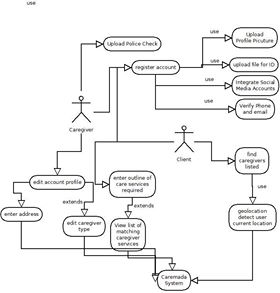 use
Upload Police Check
Upload
Profile Picuture
use
register account
use
upload file for ID
use
Integrate Social
Media Accounts
use
Verify Phone
and email
Caregiver
Client
find
caregivers
listed
edit account profile
enter outline of
care services
required
use
extends
extends
enter address
edit caregiver
type
View list of
matching
caregiver
services
geolocation
detect user
current location
Caremada
System